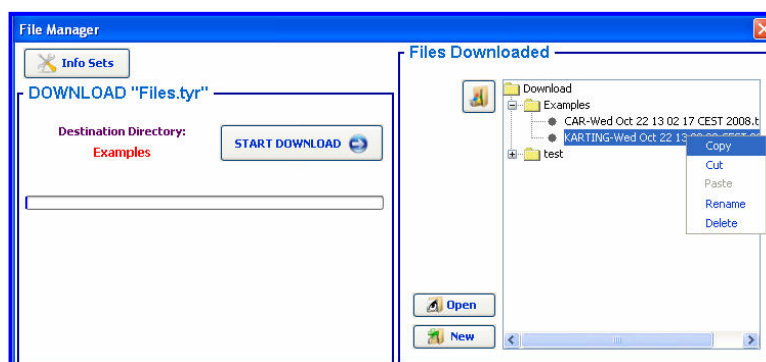 File Manager
Info Sets
DOWNLOAD "Files.tyr"
Destination Directory:
Examples
START DOWNLOAD
Files Downloaded
Download
Examples
CAR-Wed Oct 22 13 02 17 CEST 2008.t
KARTING-Wed Oct 22 13
test
Copy
Cut
Paste
Rename
Delete
Open
New